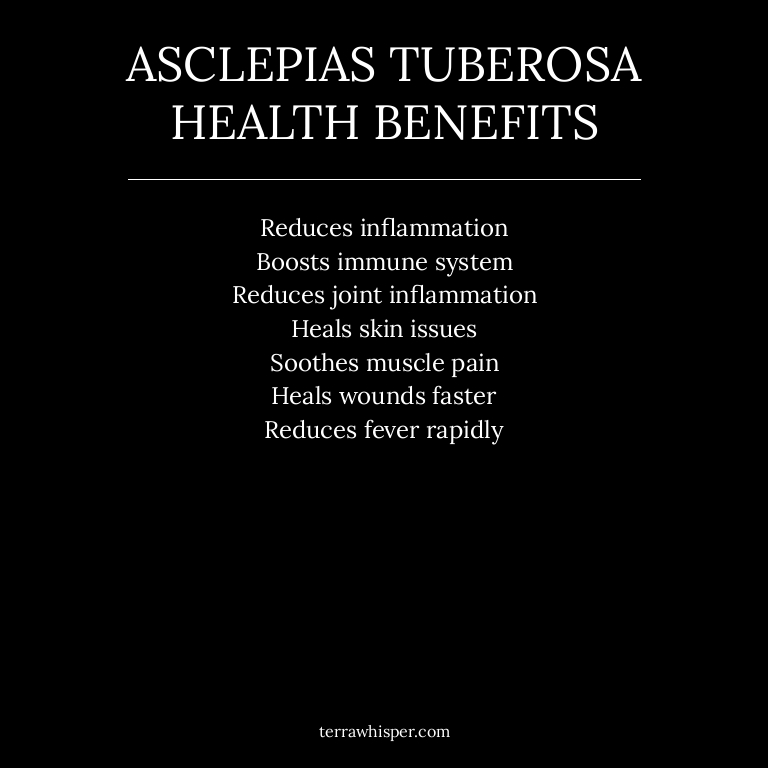 ASCLEPIAS TUBEROSA
HEALTH BENEFITS
Reduces inflammation
Boosts immune system
Reduces joint inflammation
Heals skin issues
Soothes muscle pain
Heals wounds faster
Reduces fever rapidly
terrawhisper.com